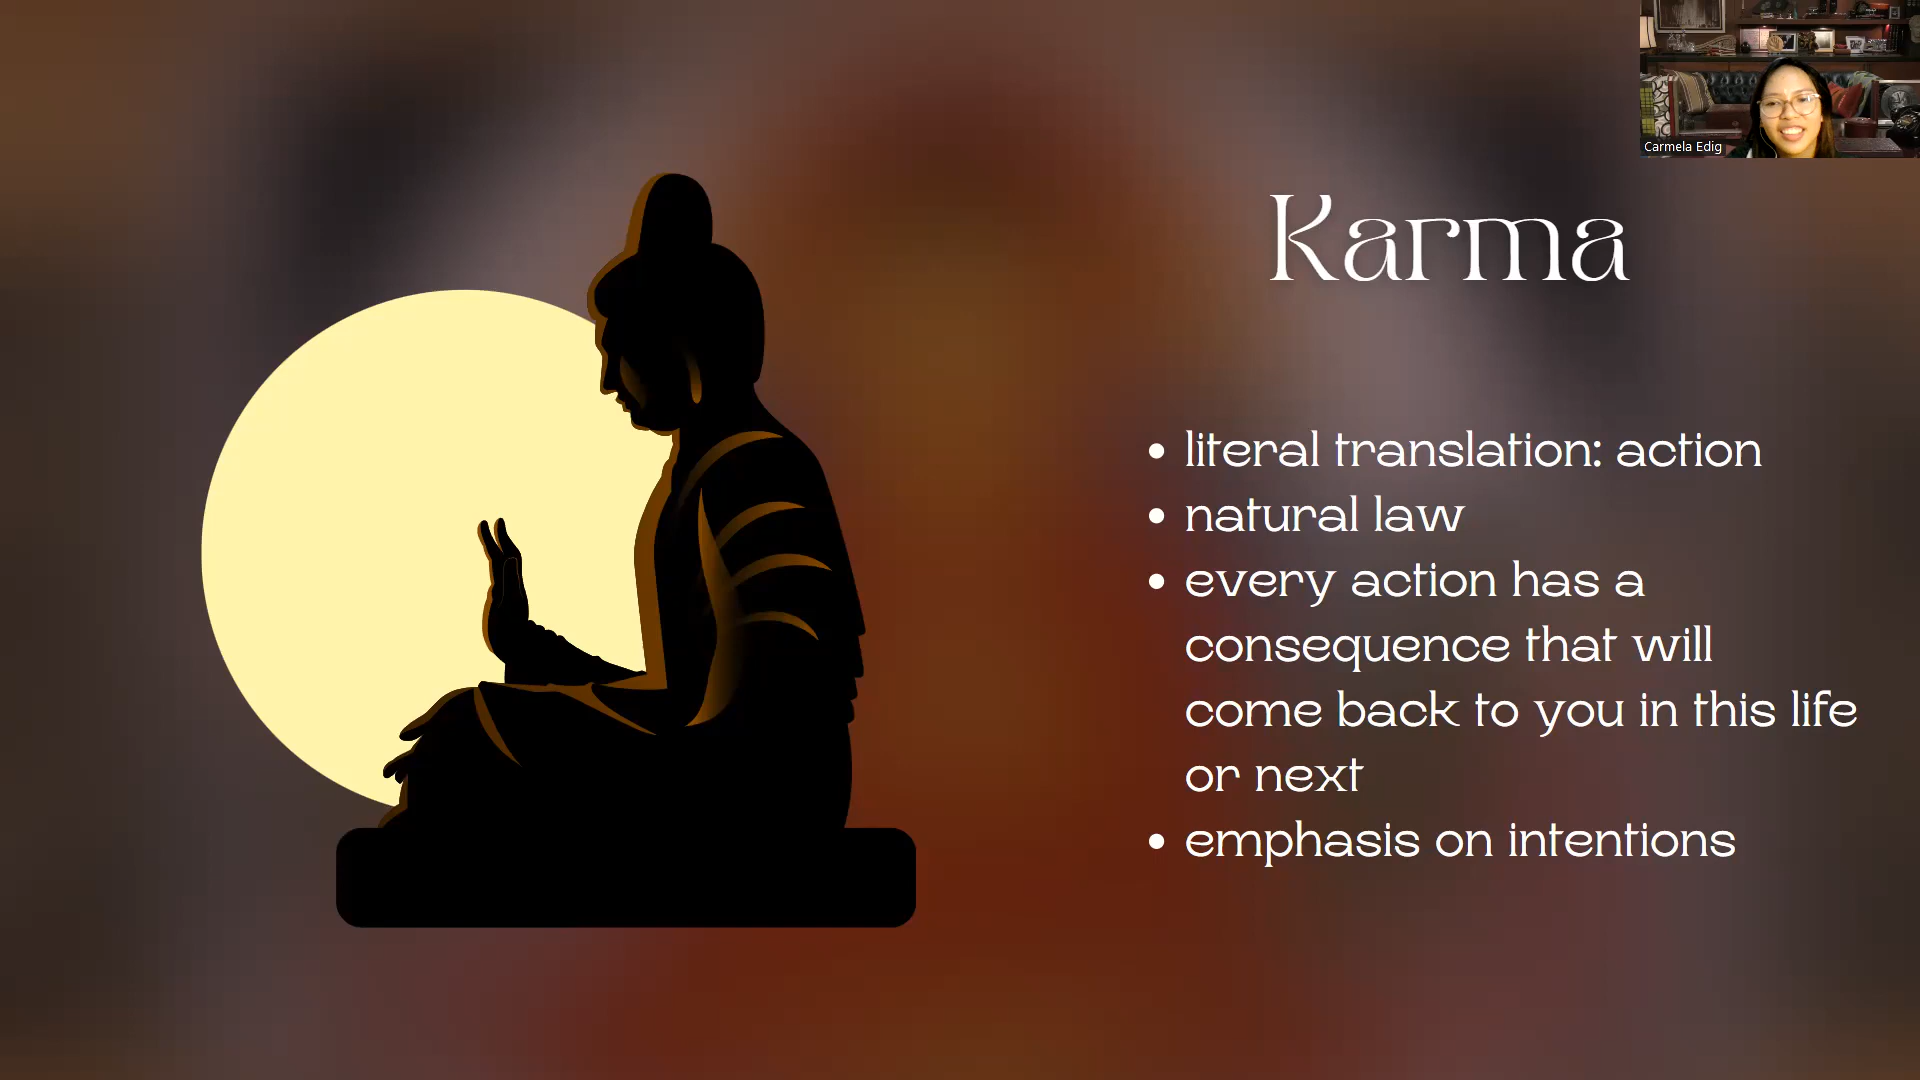 Carmela Edig
Karma
• literal translation: action
• natural law
• every action has a
consequence that will
come back to you in this life
or next
• emphasis on intentions